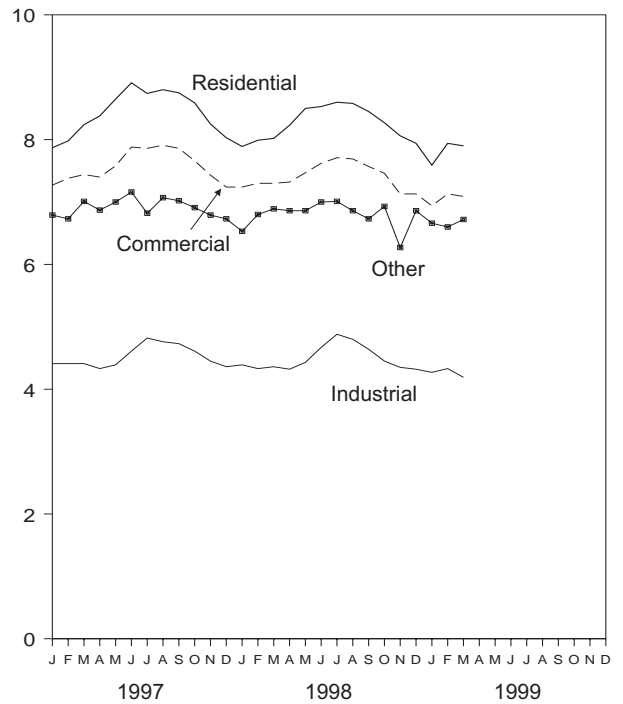 10
Residential
8
Commercial
6
Other
4
Industrial
2
0
J F M A M J J A S O N D J F M A M J J A S O N D J F M A M J J A S O N D
1997 1998 1999